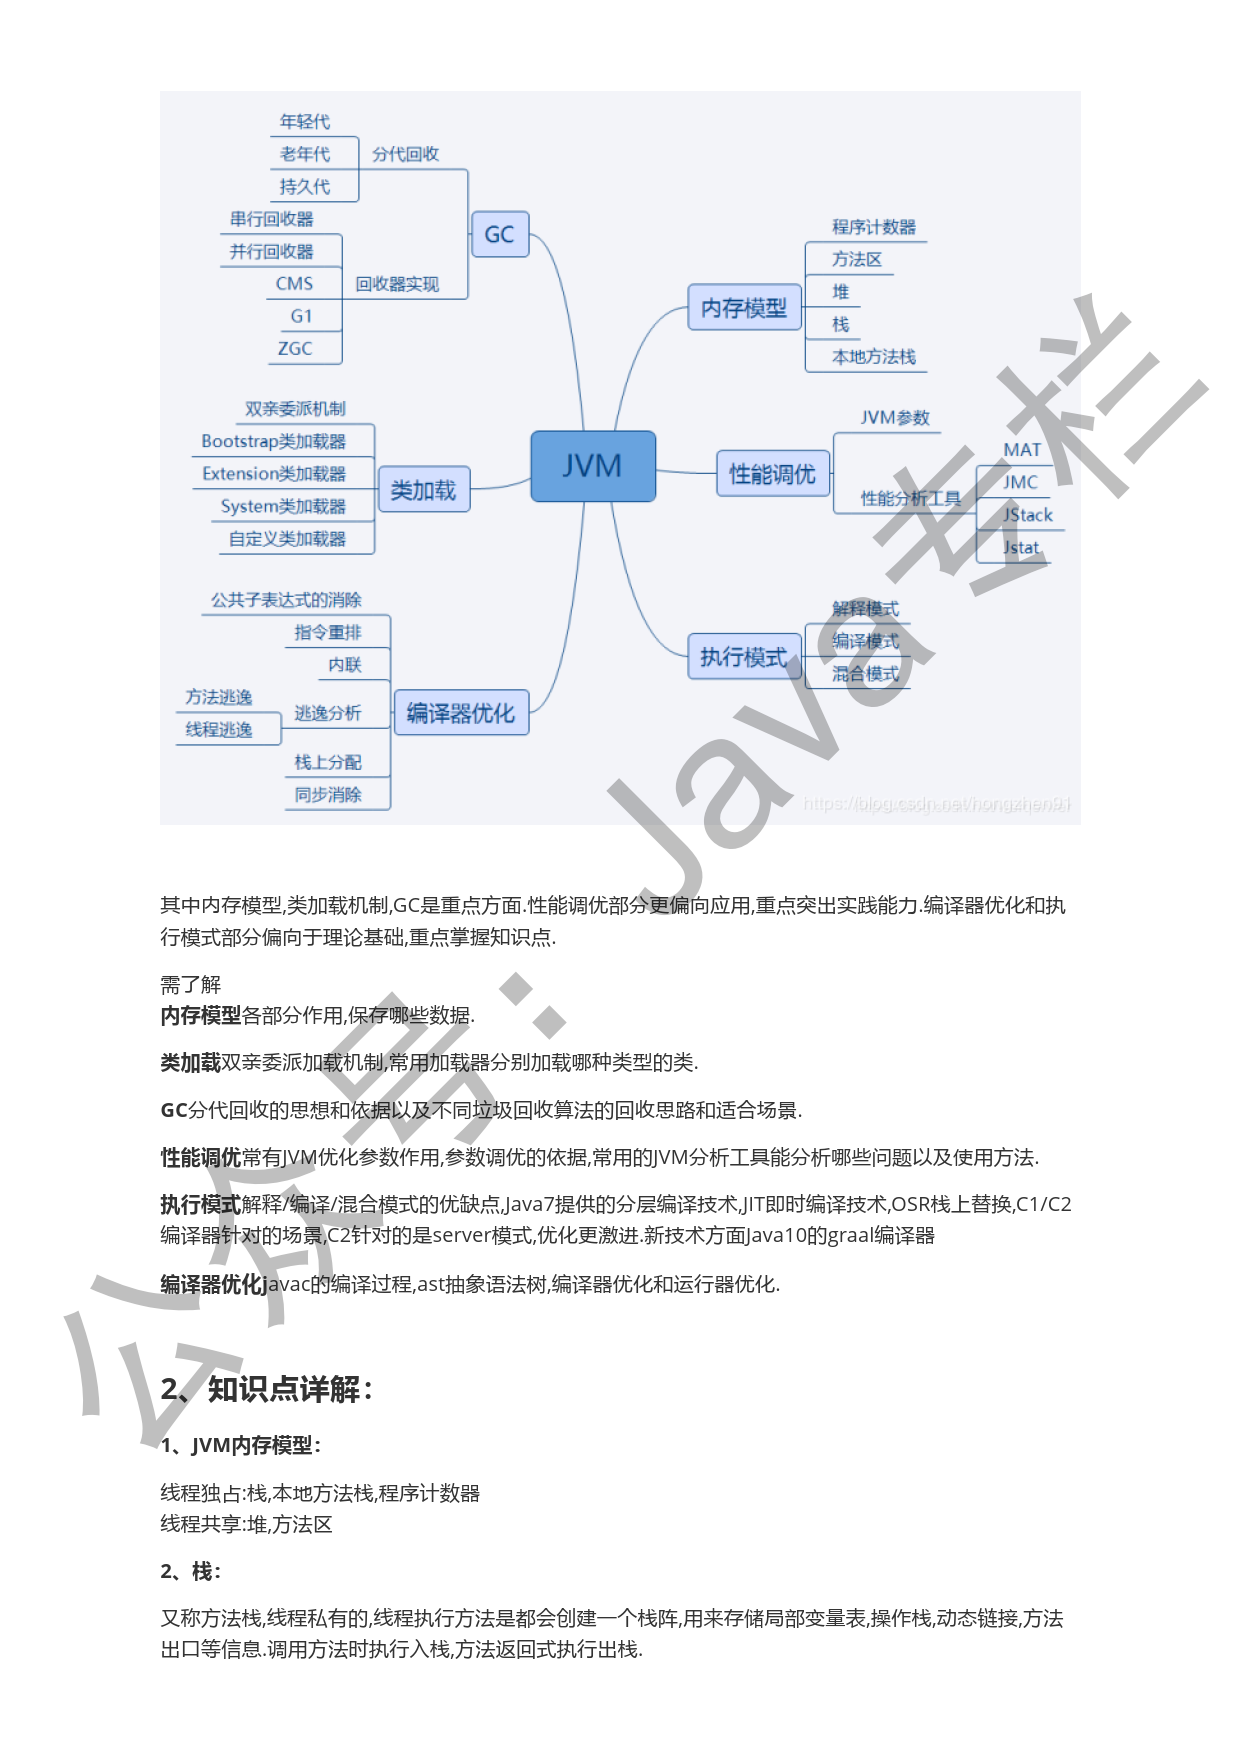 年轻代
老年代
持久代
分代回收
串行回收器
并行回收器
CMS
G1
ZGC
回收器实现
GC
双亲委派机制
Bootstrap类加载器
Extension类加载器
System类加载器
自定义类加载器
类加载
公共子表达式的消除
指令重排
内联
方法逃逸
线程逃逸
逃逸分析
栈上分配
同步消除
编译器优化
JVM
程序计数器
方法区
堆
栈
本地方法栈
内存模型
JVM参数
MAT
JMC
JStack
Jstat
性能分析工具
性能调优
解释模式
编译模式
混合模式
执行模式
https://blog.csdn.net/hongzhen91
公众号：Java专栏
其中内存模型,类加载机制,GC是重点方面.性能调优部分更偏向应用,重点突出实践能力.编译器优化和执
行模式部分偏向于理论基础,重点掌握知识点.
需了解
内存模型各部分作用,保存哪些数据.
类加载双亲委派加载机制,常用加载器分别加载哪种类型的类.
GC分代回收的思想和依据以及不同垃圾回收算法的回收思路和适合场景.
性能调优常有JVM优化参数作用,参数调优的依据,常用的JVM分析工具能分析哪些问题以及使用方法.
执行模式解释/编译/混合模式的优缺点,Java7提供的分层编译技术,JIT即时编译技术,OSR栈上替换,C1/C2
编译器针对的场景,C2针对的是server模式,优化更激进.新技术方面Java10的graal编译器
编译器优化javac的编译过程,ast抽象语法树,编译器优化和运行器优化.
2、知识点详解：
1、JVM内存模型：
线程独占:栈,本地方法栈,程序计数器
线程共享:堆,方法区
2、栈：
又称方法栈,线程私有的,线程执行方法是都会创建一个栈阵,用来存储局部变量表,操作栈,动态链接,方法
出口等信息.调用方法时执行入栈,方法返回式执行出栈.